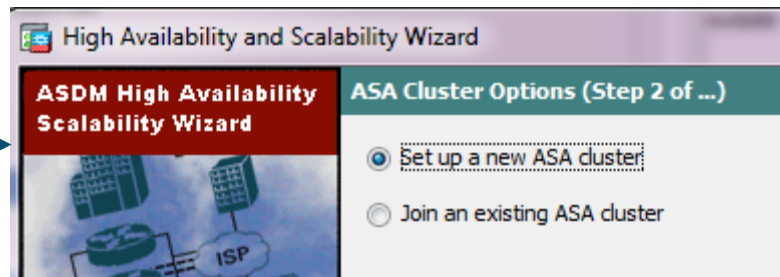 High Availability and Scalability Wizard
ASDM High Availability
Scalability Wizard
ASA Cluster Options (Step 2 of ...)
Set up a new ASA cluster
Join an existing ASA cluster
ISP